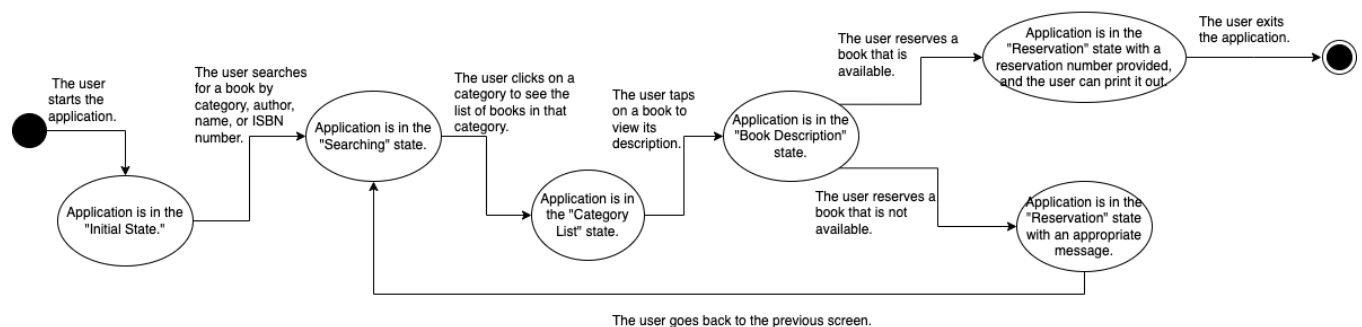 The user
starts the
application.
Application is in the
"Initial State."
The user searches
for a book by
category, author,
name, or ISBN
number.
Application is in the
"Searching" state.
The user clicks on a
category to see the
list of books in that
category.
Application is in
the "Category
List" state.
The user taps
on a book to
view its
description.
Application is in the
"Book Description"
state.
The user reserves a
book that is
available.
Application is in the
"Reservation" state with a
reservation number provided,
and the user can print it out.
The user exits
the application.
The user reserves a
book that is not
available.
Application is in the
"Reservation" state
with an appropriate
message.
The user goes back to the previous screen.